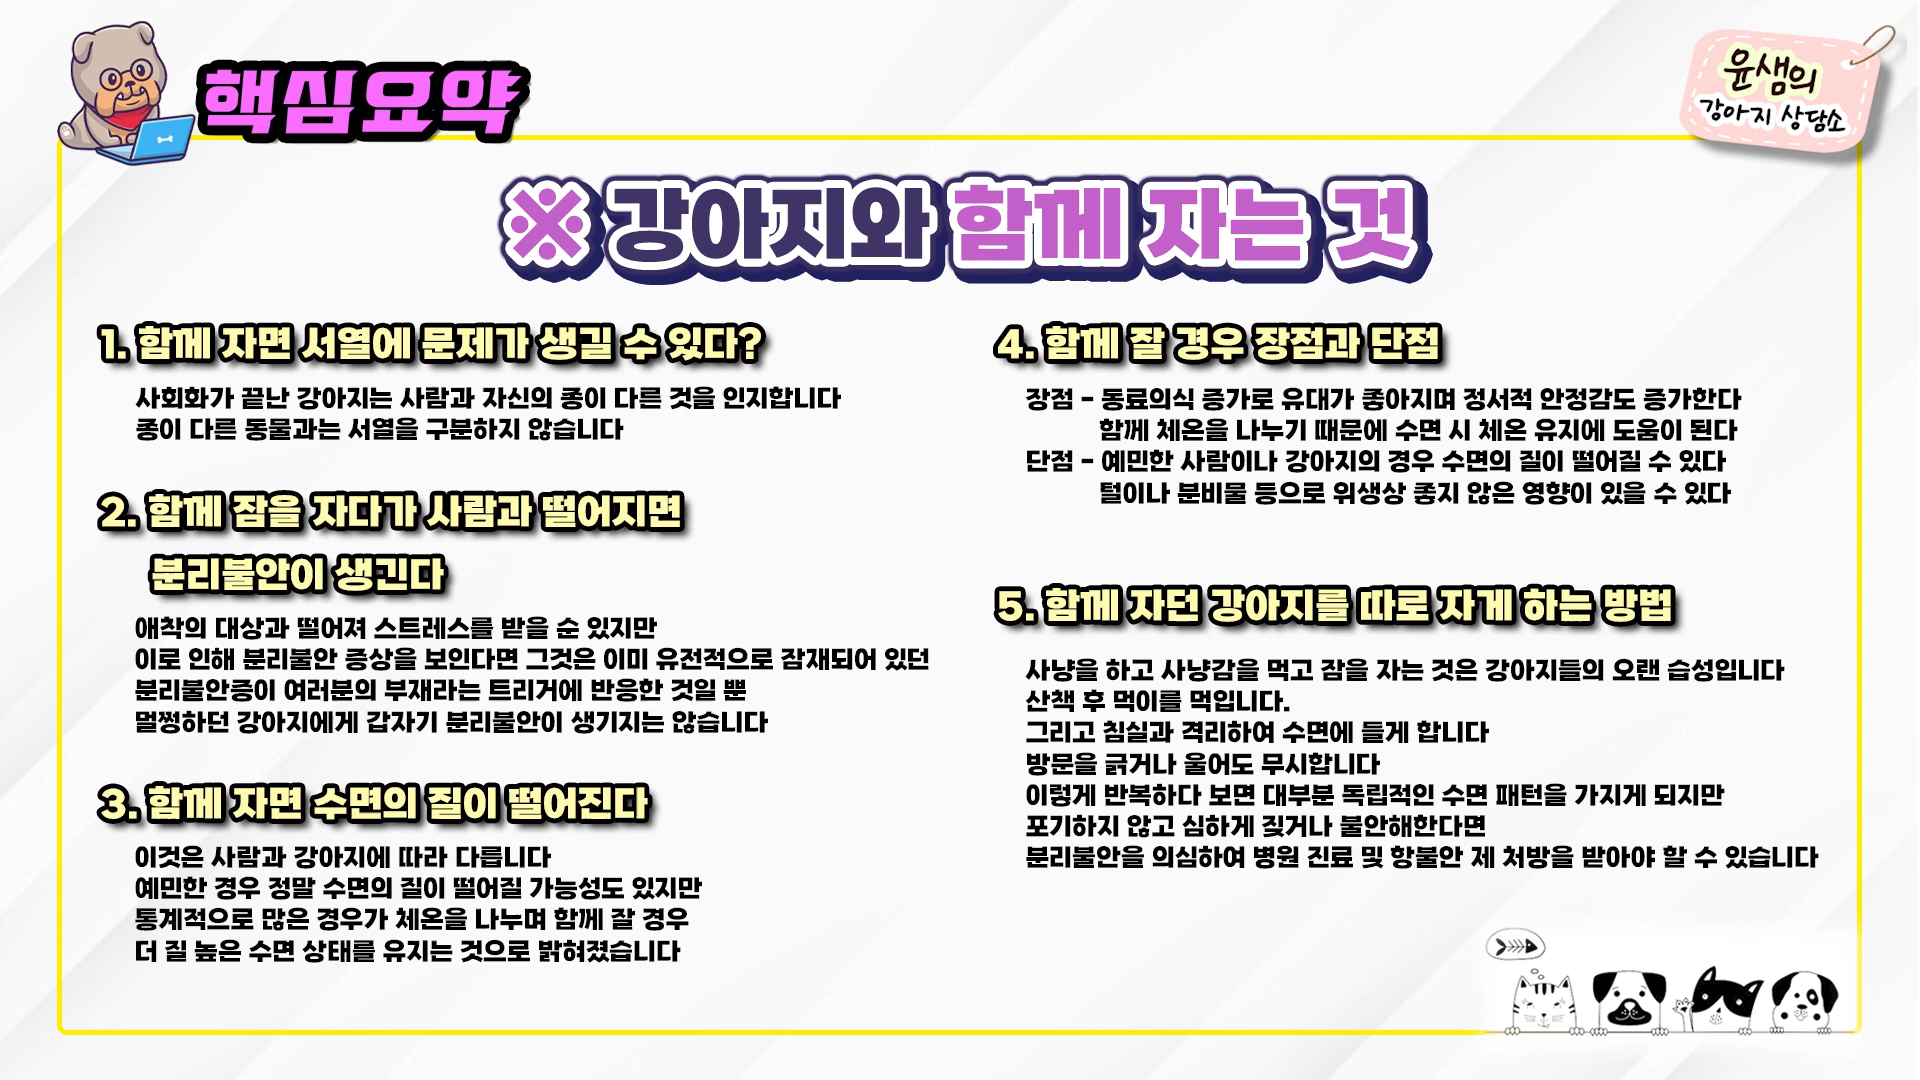 핵심요약
윤샘의
강아지 상담소
※ 강아지와 함께 자는 것
1. 함께 자면 서열에 문제가 생길 수 있다?
사회화가 끝난 강아지는 사람과 자신의 종이 다른 것을 인지합니다
종이 다른 동물과는 서열을 구분하지 않습니다
2. 함께 잠을 자다가 사람과 떨어지면
분리불안이 생긴다
애착의 대상과 떨어져 스트레스를 받을 순 있지만
이로 인해 분리불안 증상을 보인다면 그것은 이미 유전적으로 잠재되어 있던
분리불안증이 여러분의 부재라는 트리거에 반응한 것일 뿐
멀쩡하던 강아지에게 갑자기 분리불안이 생기지는 않습니다
3. 함께 자면 수면의 질이 떨어진다
이것은 사람과 강아지에 따라 다릅니다
예민한 경우 정말 수면의 질이 떨어질 가능성도 있지만
통계적으로 많은 경우가 체온을 나누며 함께 잘 경우
더 질 높은 수면 상태를 유지는 것으로 밝혀졌습니다
4. 함께 잘 경우 장점과 단점
장점 - 동료의식 증가로 유대가 좋아지며 정서적 안정감도 증가한다
함께 체온을 나누기 때문에 수면 시 체온 유지에 도움이 된다
단점 - 예민한 사람이나 강아지의 경우 수면의 질이 떨어질 수 있다
털이나 분비물 등으로 위생상 좋지 않은 영향이 있을 수 있다
5. 함께 자던 강아지를 따로 자게 하는 방법
사냥을 하고 사냥감을 먹고 잠을 자는 것은 강아지들의 오랜 습성입니다
산책 후 먹이를 먹입니다.
그리고 침실과 격리하여 수면에 들게 합니다
방문을 긁거나 울어도 무시합니다
이렇게 반복하다 보면 대부분 독립적인 수면 패턴을 가지게 되지만
포기하지 않고 심하게 짖거나 불안해한다면
분리불안을 의심하여 병원 진료 및 항불안 제 처방을 받아야 할 수 있습니다